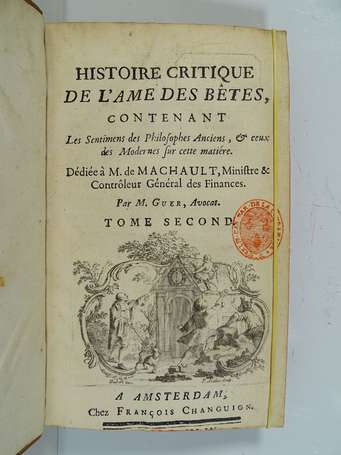 HISTOIRE CRITIQUE
DE L'AME DES BÊTES,
CONTENANT
Les Sentimens des Philosophes Anciens, & ceux
des Modernes sur cette matiére.
Dédiée à M. de MACHAULT, Ministre &
Contrôleur Général des Finances.
Par M. GUER, Avocat.
TOME SECOND
A AMSTERDAM,
Chez FRANÇOIS CHANGUION.